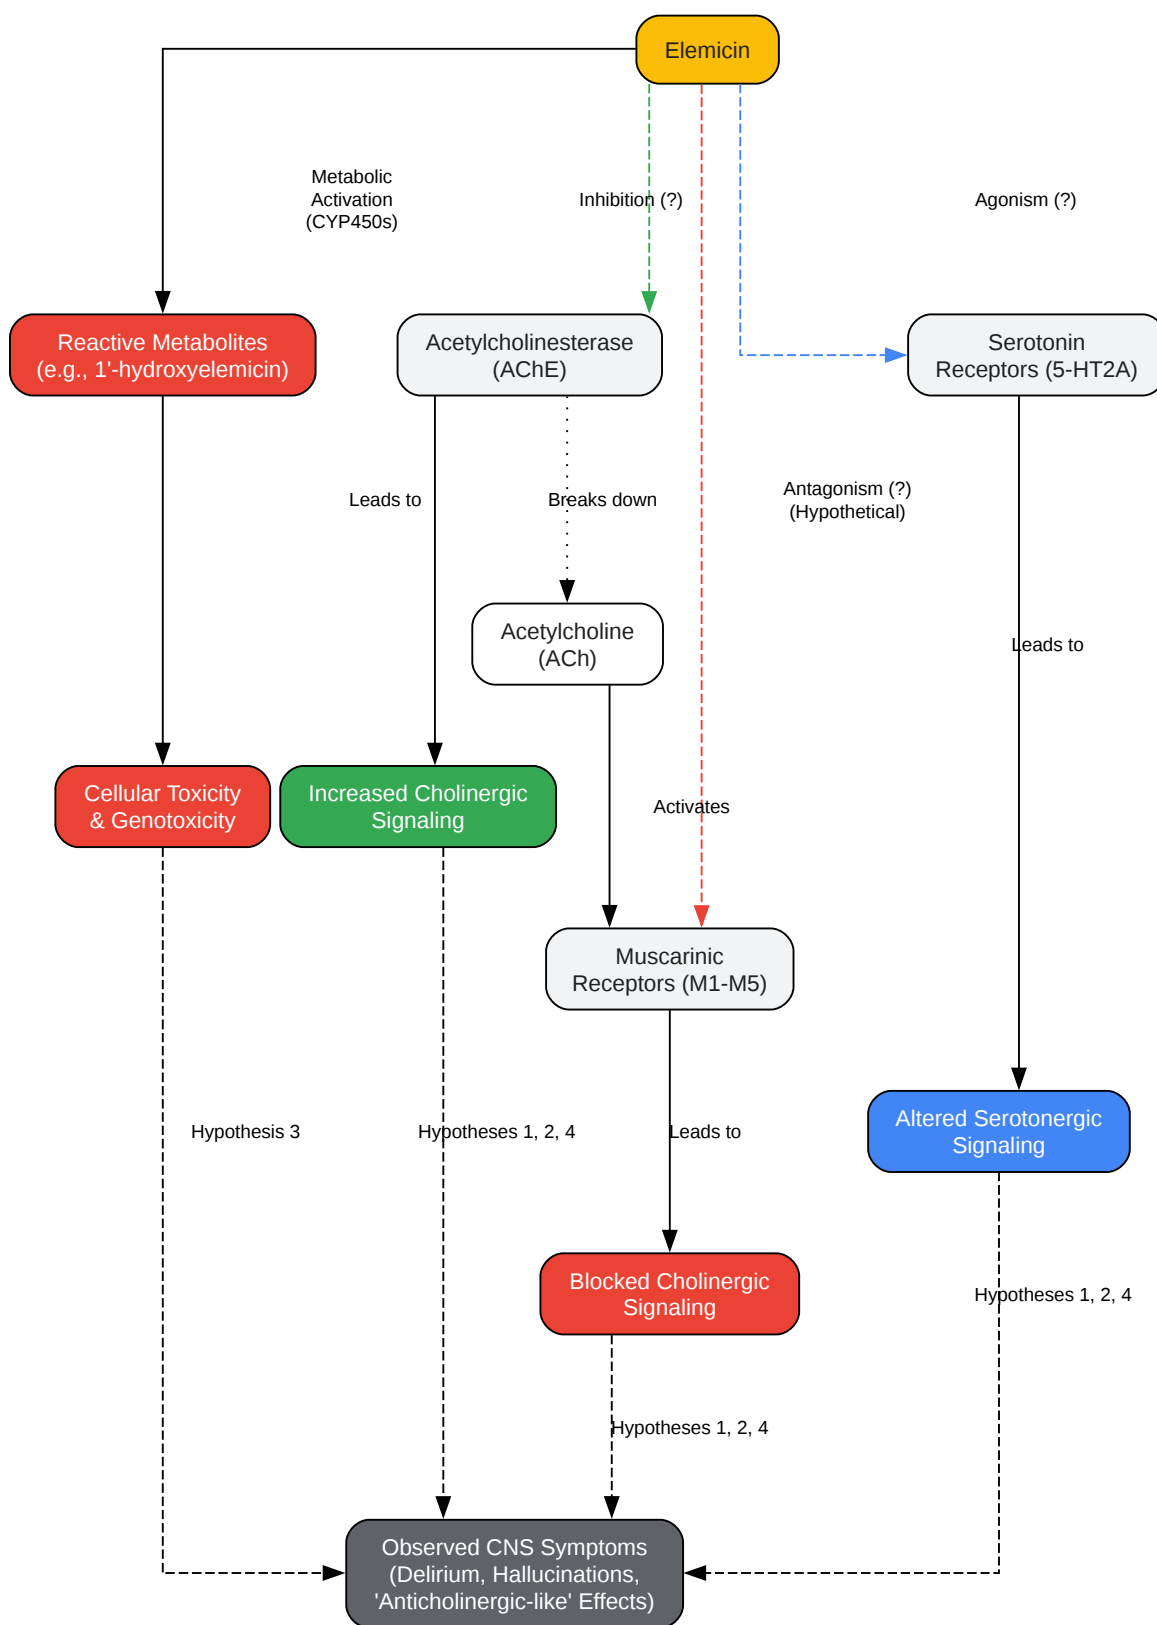 Elemicin
Metabolic
Activation
(CYP450s)
Inhibition (?)
Agonism (?)
Reactive Metabolites
(e.g., 1'-hydroxyelemicin)
Acetylcholinesterase
(AChE)
Serotonin
Receptors (5-HT2A)
Leads to
Breaks down
Antagonism (?)
(Hypothetical)
Acetylcholine
(ACh)
Leads to
Cellular Toxicity
& Genotoxicity
Increased Cholinergic
Signaling
Activates
Muscarinic
Receptors (M1-M5)
Hypothesis 3
Hypotheses 1, 2, 4
Leads to
Altered Serotonergic
Signaling
Blocked Cholinergic
Signaling
Hypotheses 1, 2, 4
Hypotheses 1, 2, 4
Observed CNS Symptoms
(Delirium, Hallucinations,
'Anticholinergic-like' Effects)